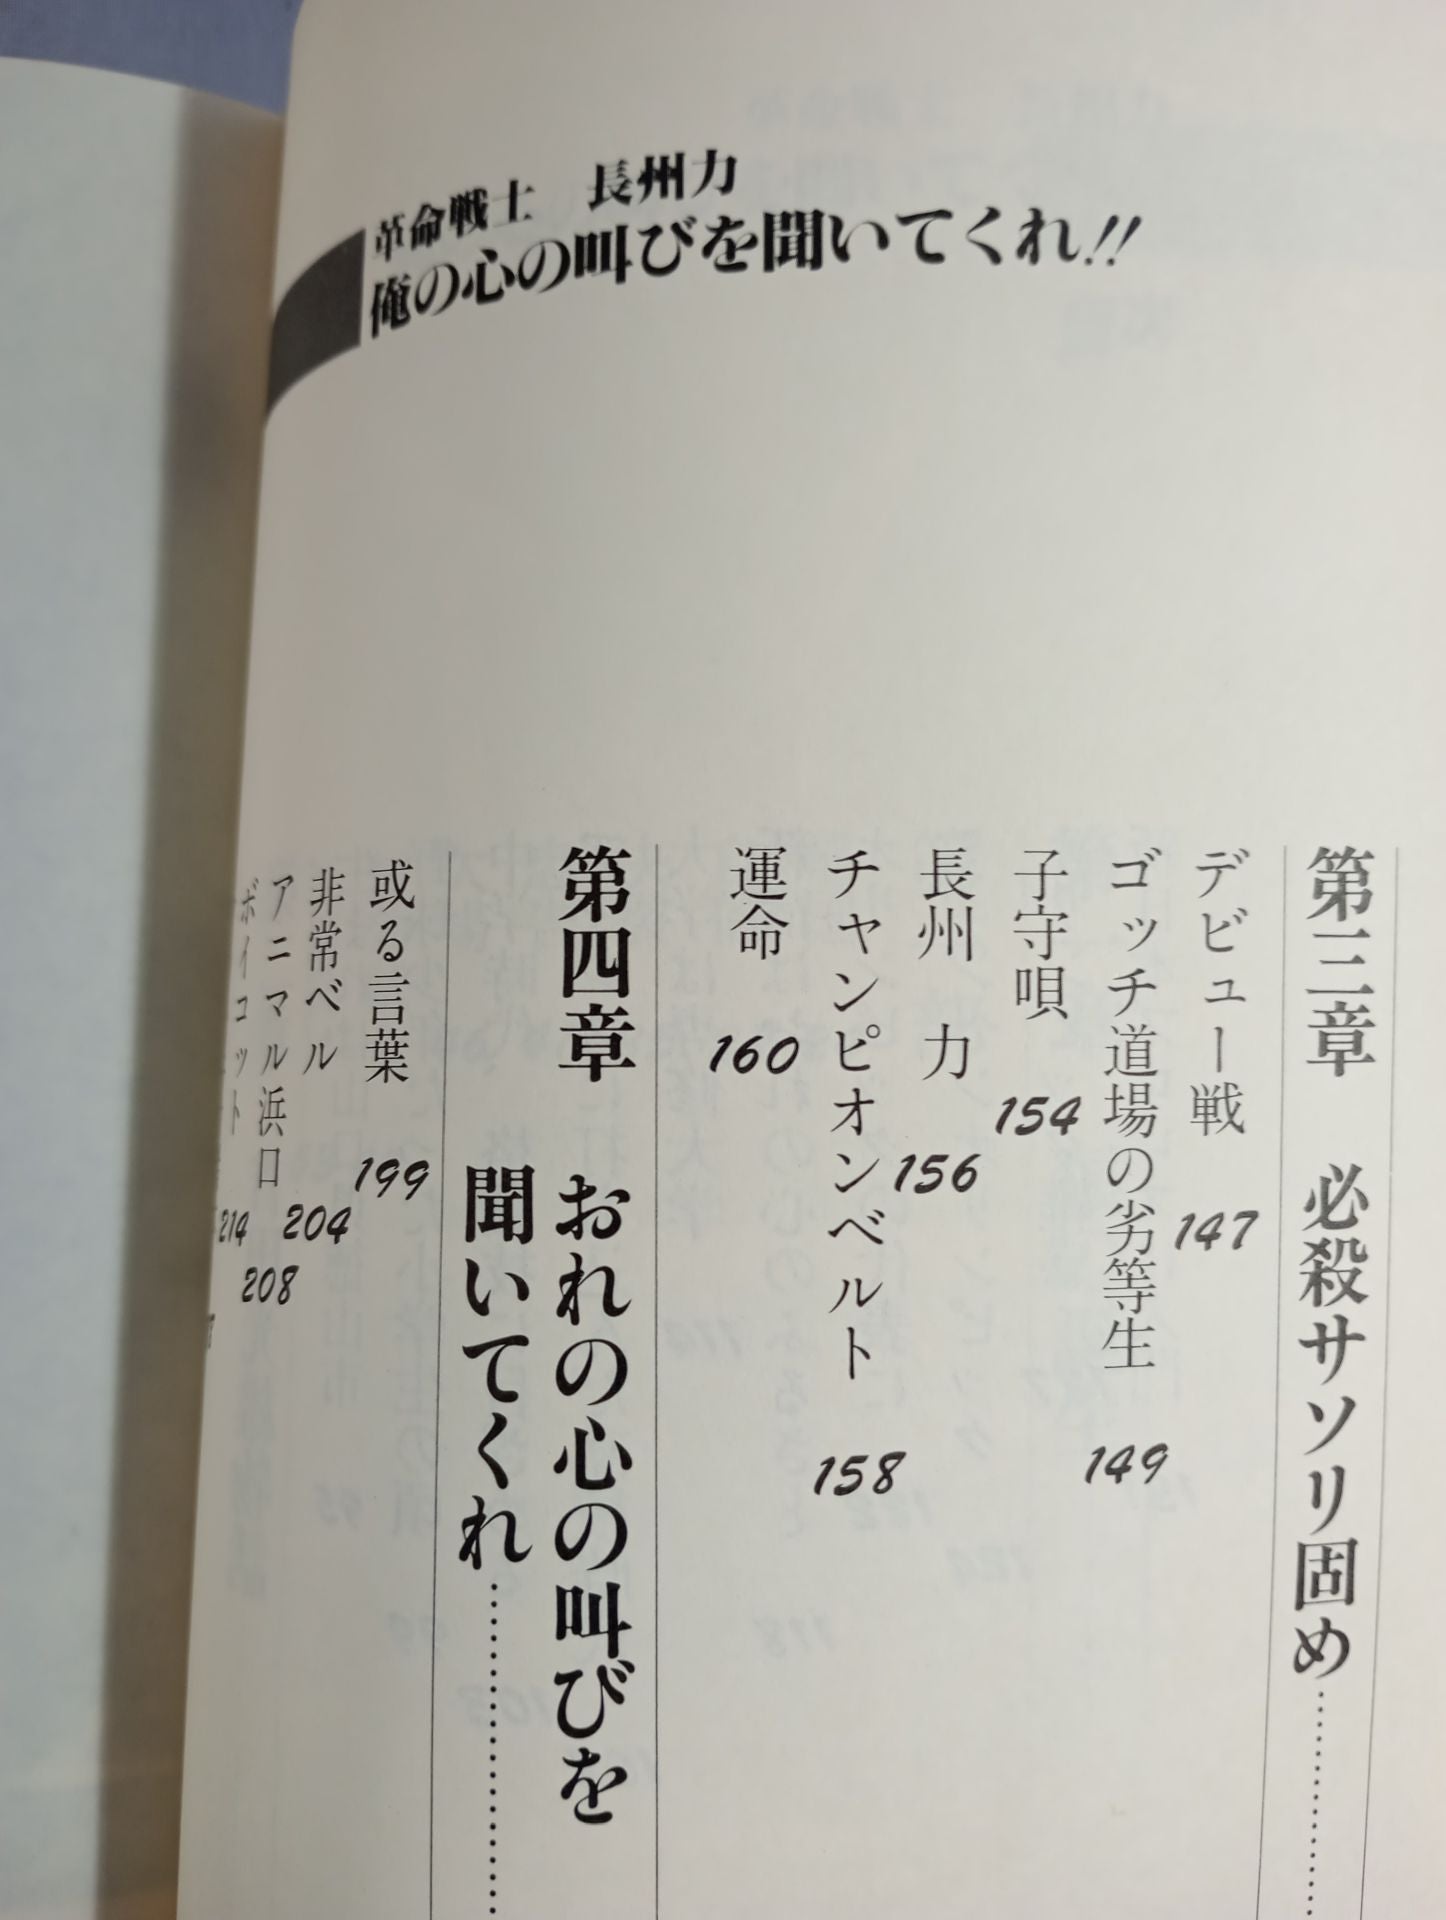 革命戦士　長州力
俺の心の叫びを聞いてくれ!!
第三章　必殺サソリ固め…………
デビュー戦　147
ゴッチ道場の劣等生　149
子守唄　154
長州　力　156
チャンピオンベルト　158
運命　160
第四章　おれの心の叫びを
聞いてくれ…………
或る言葉　199
非常ベル　204
アニマル浜口　208
ボイコット　214